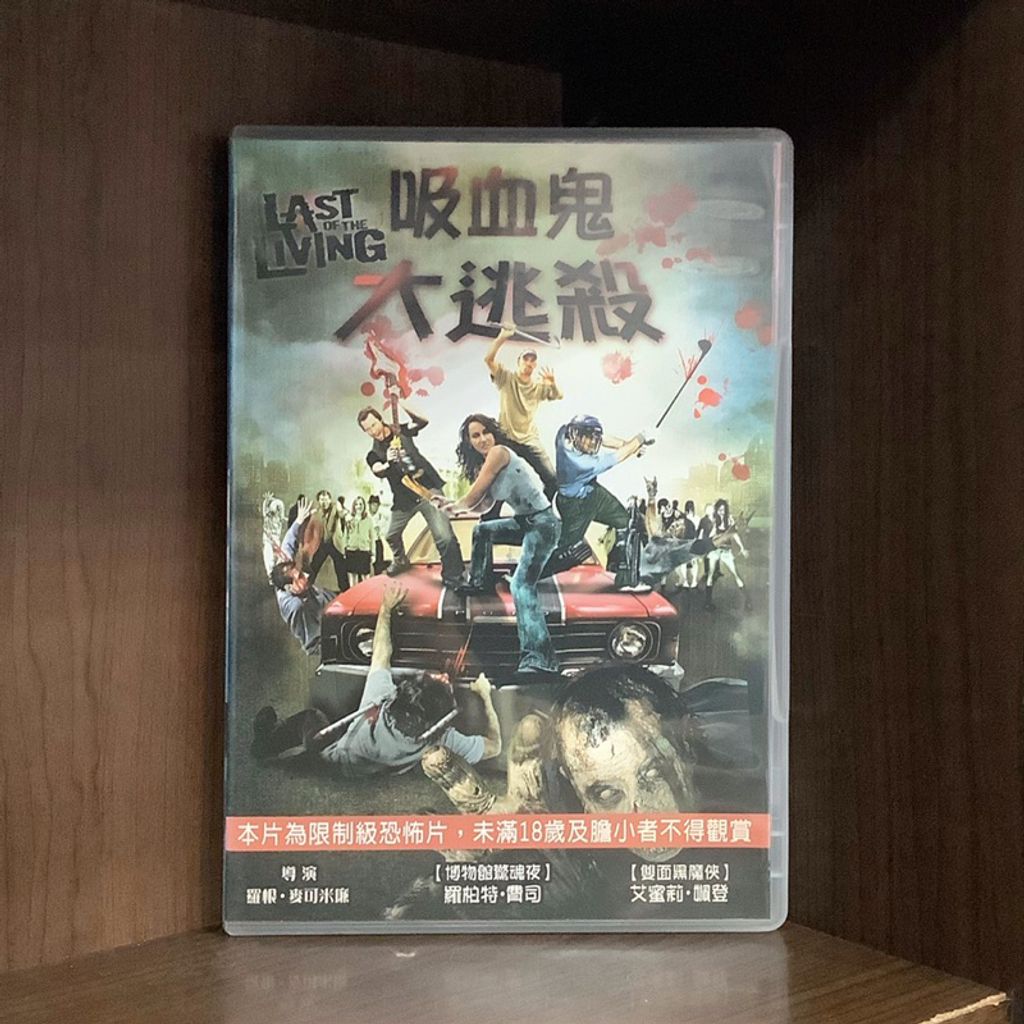 LAST
OF THE
LIVING
吸血鬼
大逃殺
本片為限制級恐怖片，未滿18歲及膽小者不得觀賞
導演
羅根·麥可米廉
【博物館驚魂夜】
羅柏特·費司
【雙面黑魔俠】
艾蜜莉·佩登